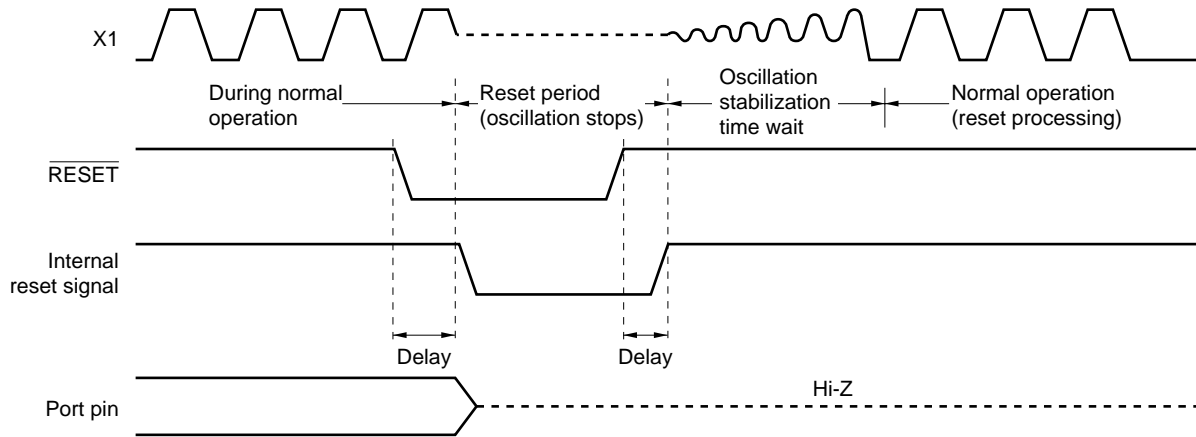 X1
During normal
operation
Reset period
(oscillation stops)
Oscillation
stabilization
time wait
Normal operation
(reset processing)
RESET
Internal
reset signal
Delay
Delay
Hi-Z
Port pin